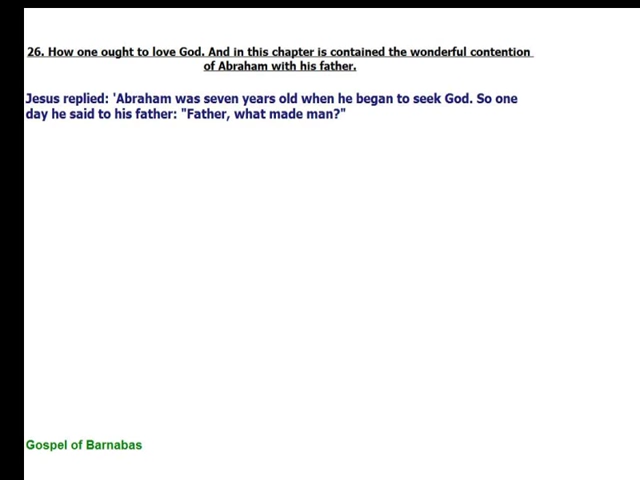 26. How one ought to love God. And in this chapter is contained the wonderful contention
of Abraham with his father.
Jesus replied: 'Abraham was seven years old when he began to seek God. So one
day he said to his father: "Father, what made man?"
Gospel of Barnabas